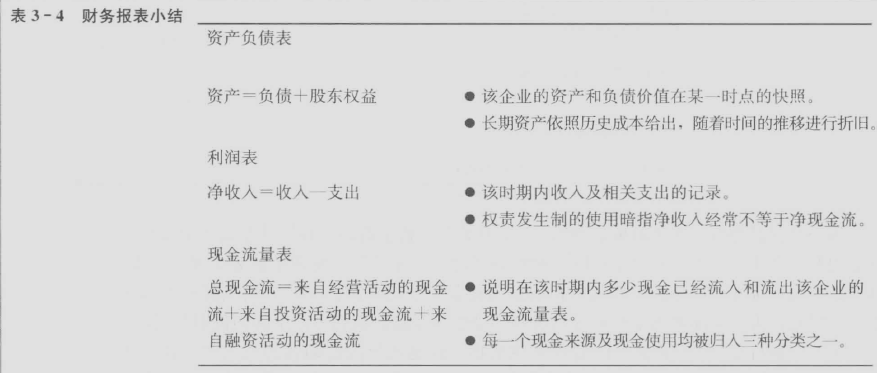 表 3-4 财务报表小结
资产负债表
资产=负债+股东权益
● 该企业的资产和负债价值在某一时点的快照。
● 长期资产依照历史成本给出，随着时间的推移进行折旧。
利润表
净收入=收入—支出
● 该时期内收入及相关支出的记录。
● 权责发生制的使用暗指净收入经常不等于净现金流。
现金流量表
总现金流=来自经营活动的现金
流+来自投资活动的现金流+来
自融资活动的现金流
● 说明在该时期内多少现金已经流入和流出该企业的
现金流量表。
● 每一个现金来源及现金使用均被归入三种分类之一。